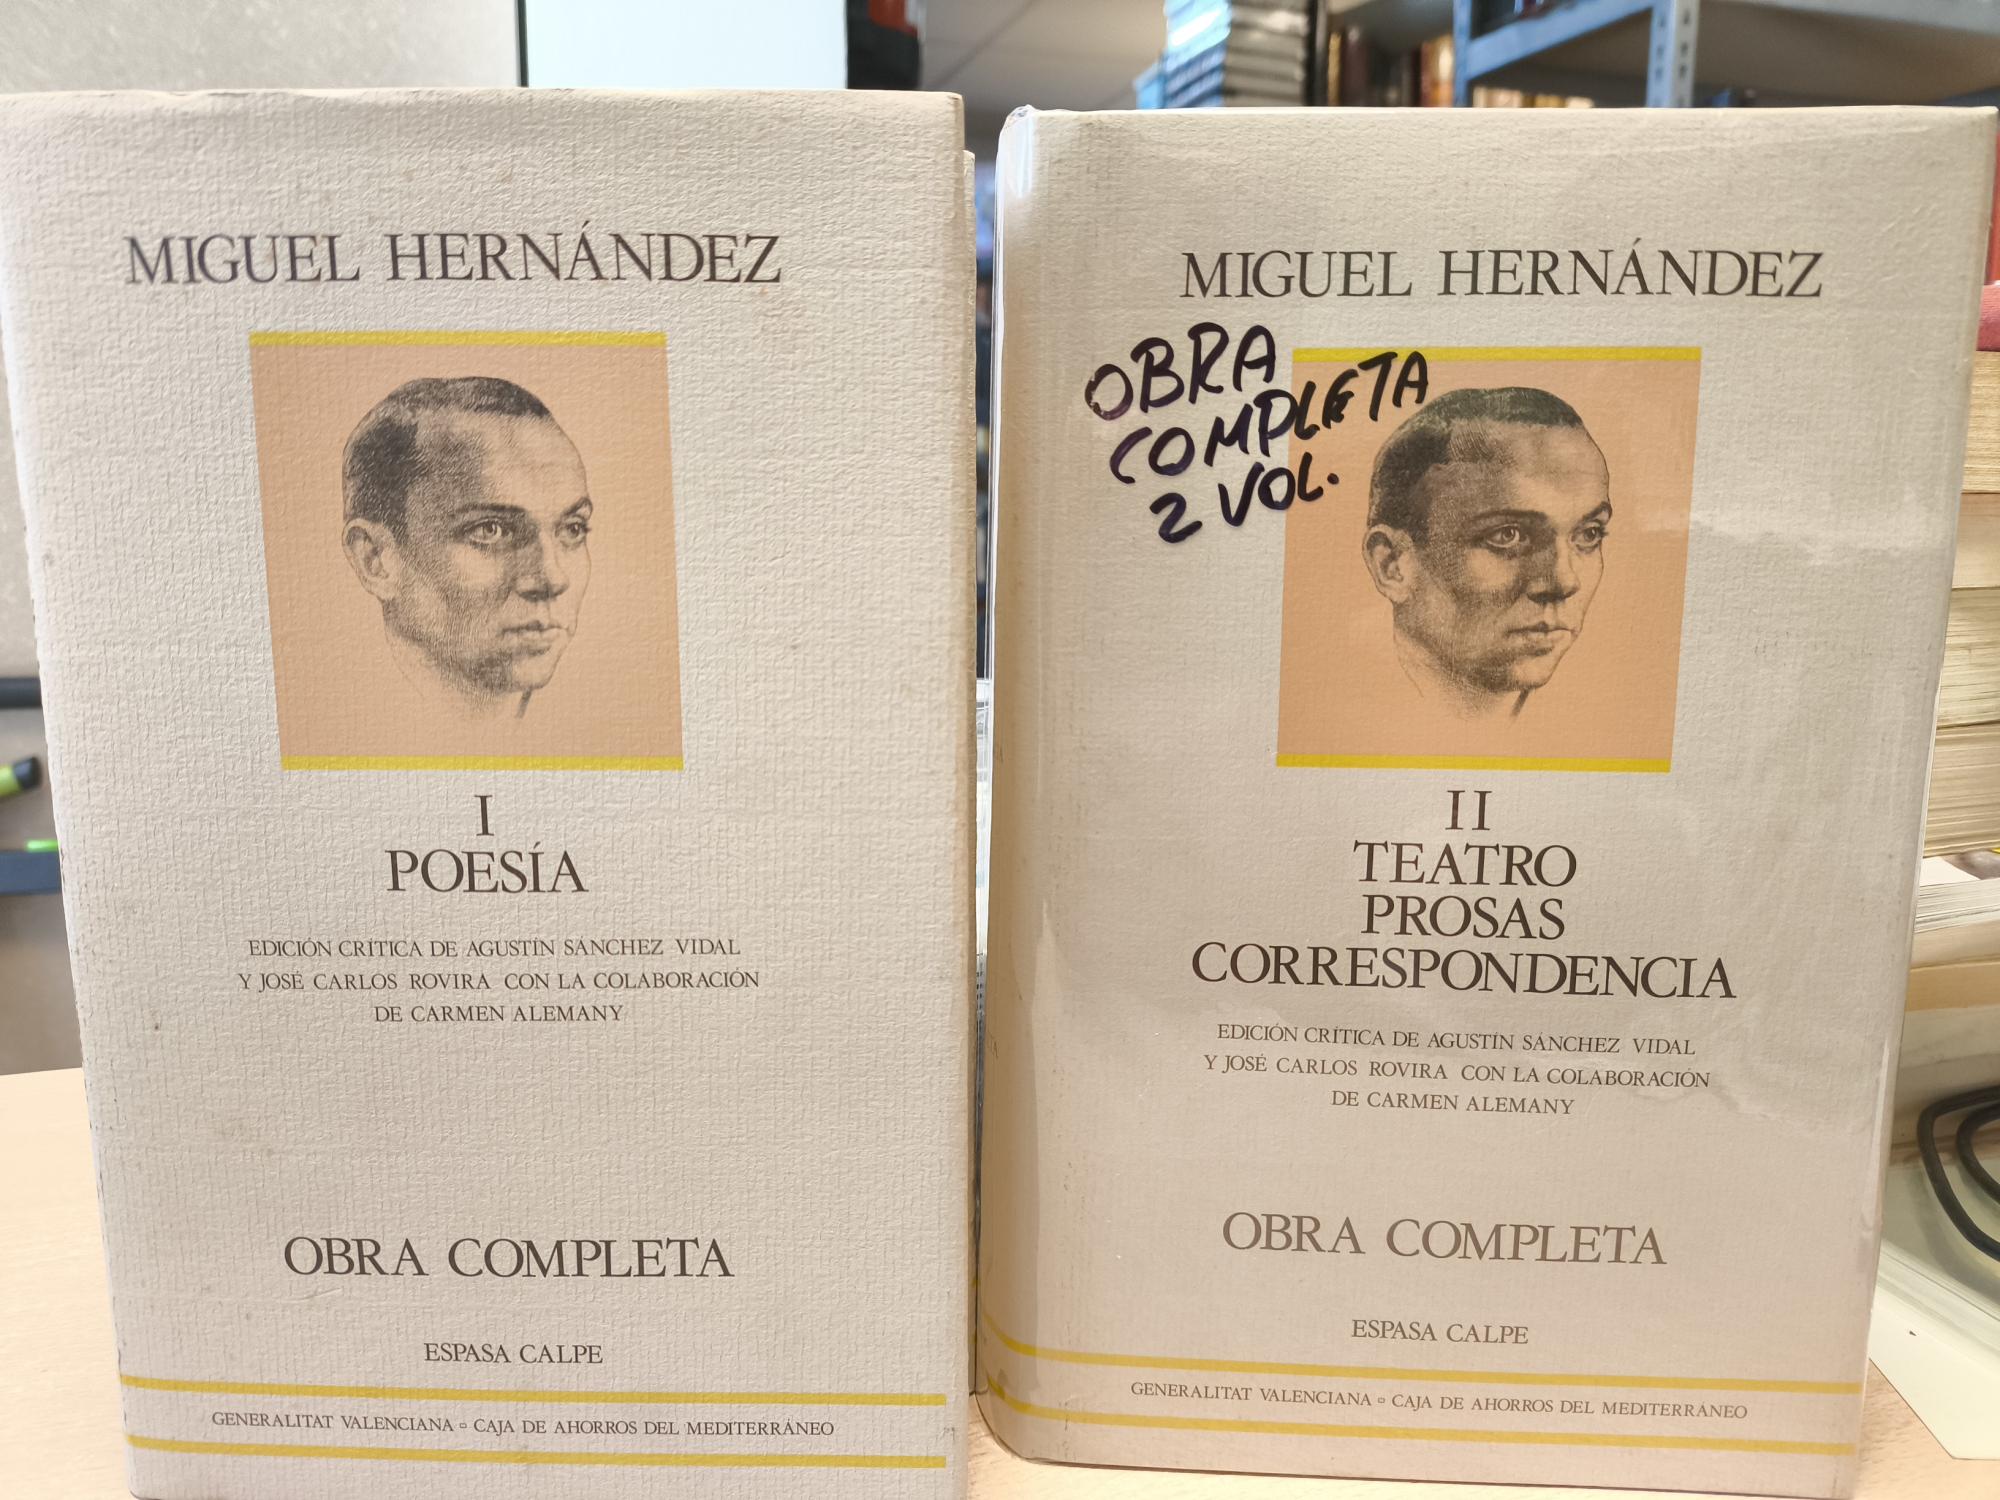 MIGUEL HERNÁNDEZ
I
POESÍA
EDICIÓN CRÍTICA DE AGUSTÍN SÁNCHEZ VIDAL
Y JOSÉ CARLOS ROVIRA CON LA COLABORACIÓN
DE CARMEN ALEMANY
OBRA COMPLETA
ESPASA CALPE
GENERALITAT VALENCIANA ▫ CAJA DE AHORROS DEL MEDITERRÁNEO
MIGUEL HERNÁNDEZ
OBRA
COMPLETA
2 VOL.
II
TEATRO
PROSAS
CORRESPONDENCIA
EDICIÓN CRÍTICA DE AGUSTÍN SÁNCHEZ VIDAL
Y JOSÉ CARLOS ROVIRA CON LA COLABORACIÓN
DE CARMEN ALEMANY
OBRA COMPLETA
ESPASA CALPE
GENERALITAT VALENCIANA ▫ CAJA DE AHORROS DEL MEDITERRÁNEO